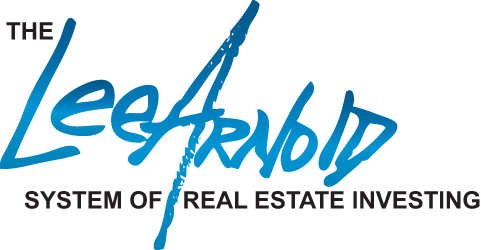 THE
LeeARNOlD
SYSTEM OF REAL ESTATE INVESTING